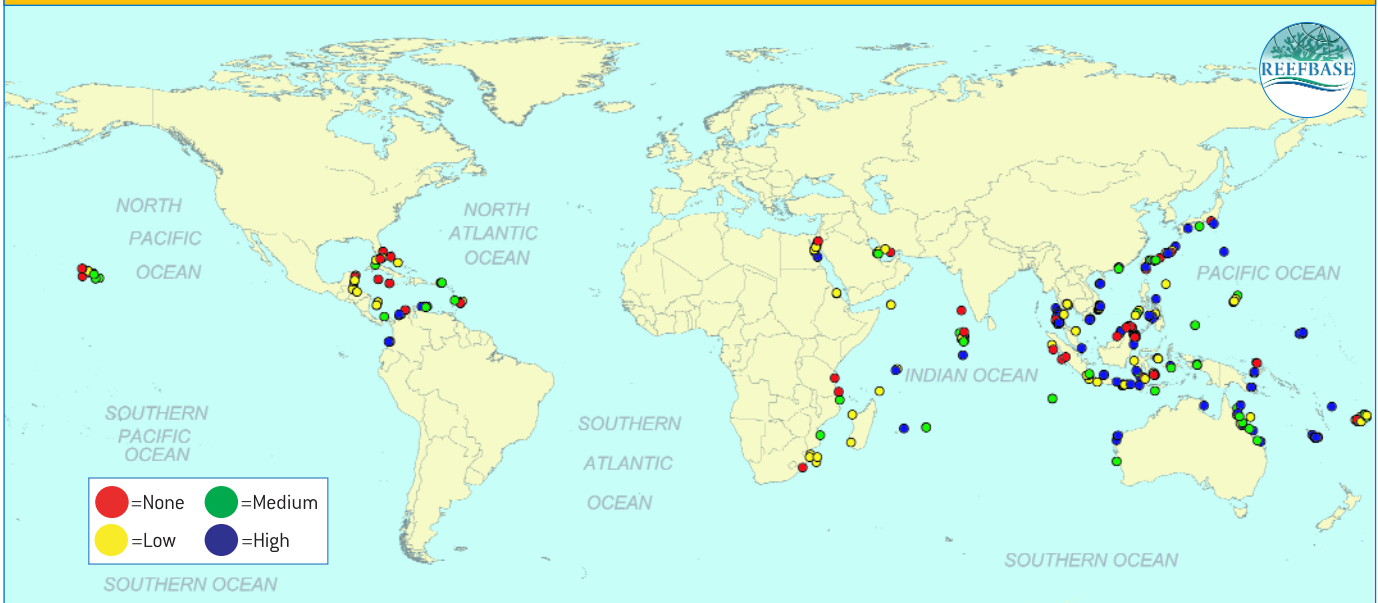 REEFBASE
NORTH
PACIFIC
OCEAN
NORTH
ATLANTIC
OCEAN
PACIFIC OCEAN
INDIAN OCEAN
SOUTHERN
PACIFIC
OCEAN
SOUTHERN
ATLANTIC
OCEAN
=None
=Medium
=Low
=High
SOUTHERN OCEAN
SOUTHERN OCEAN